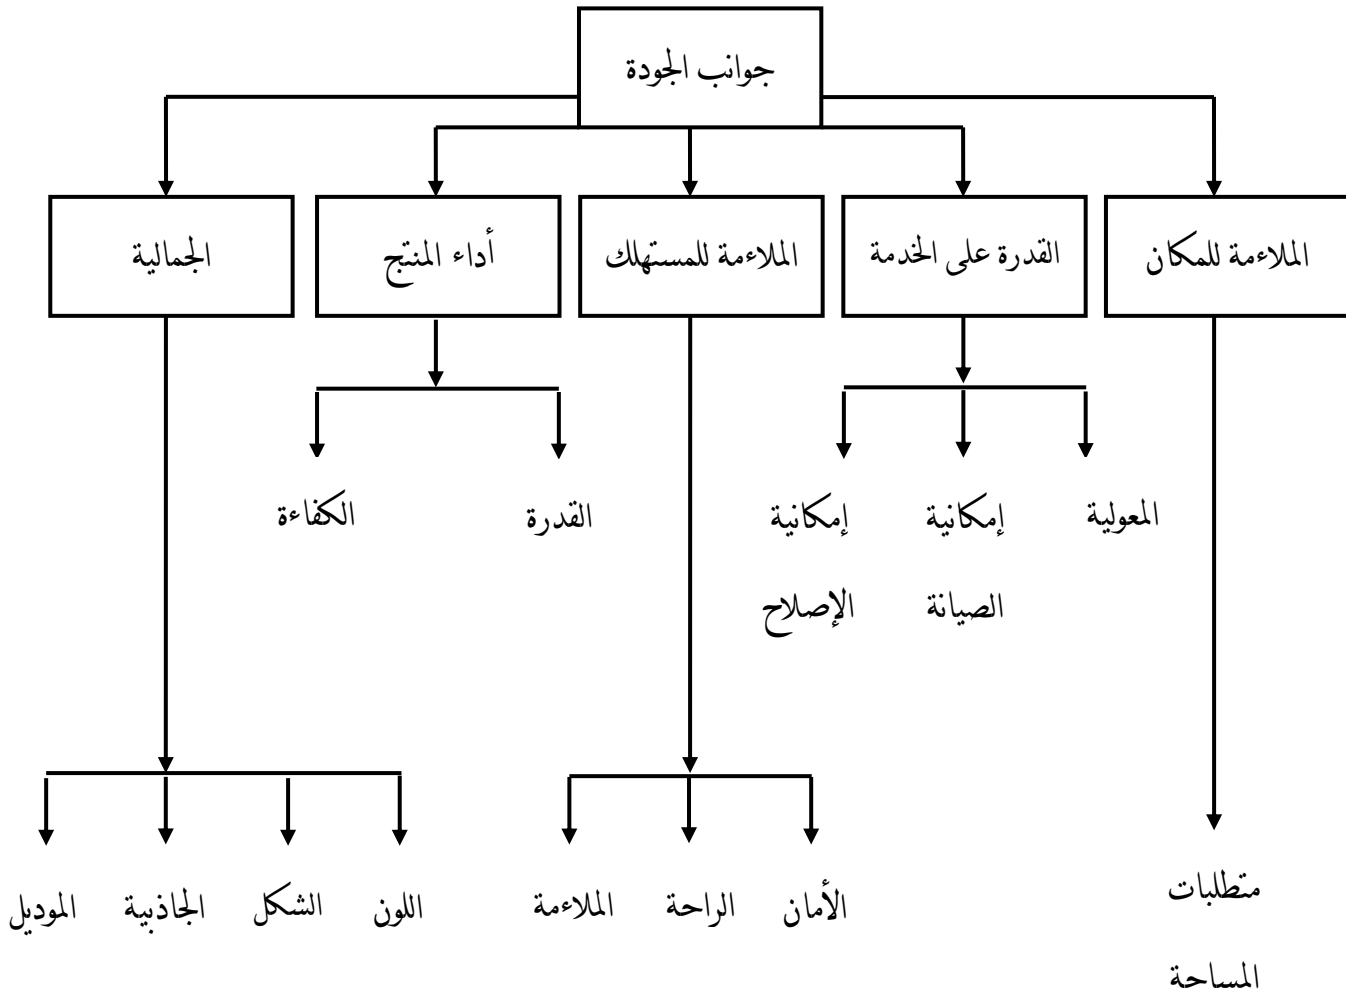 جوانب الجودة
الملاءمة للمكان
القدرة على الخدمة
الملاءمة للمستهلك
أداء المنتج
الجمالية
المعولية
إمكانية
الصيانة
إمكانية
الإصلاح
القدرة
الكفاءة
متطلبات
المساحة
الأمان
الراحة
الملاءمة
اللون
الشكل
الجاذبية
الموديل